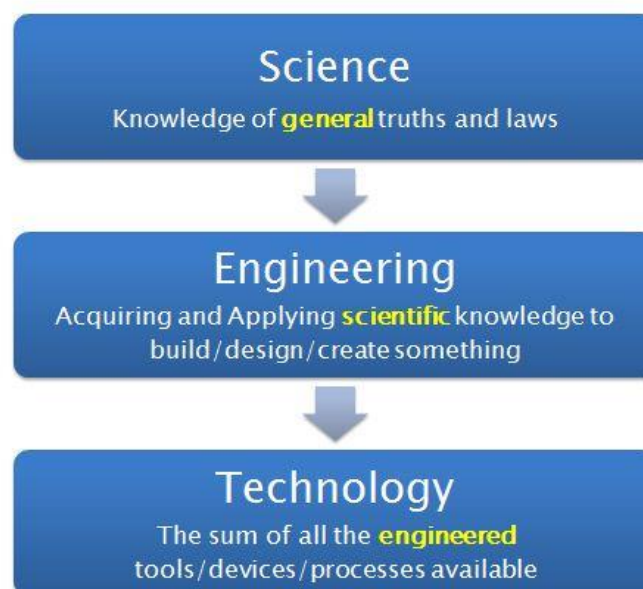 Science
Knowledge of general truths and laws
Engineering
Acquiring and Applying scientific knowledge to
build/design/create something
Technology
The sum of all the engineered
tools/devices/processes available